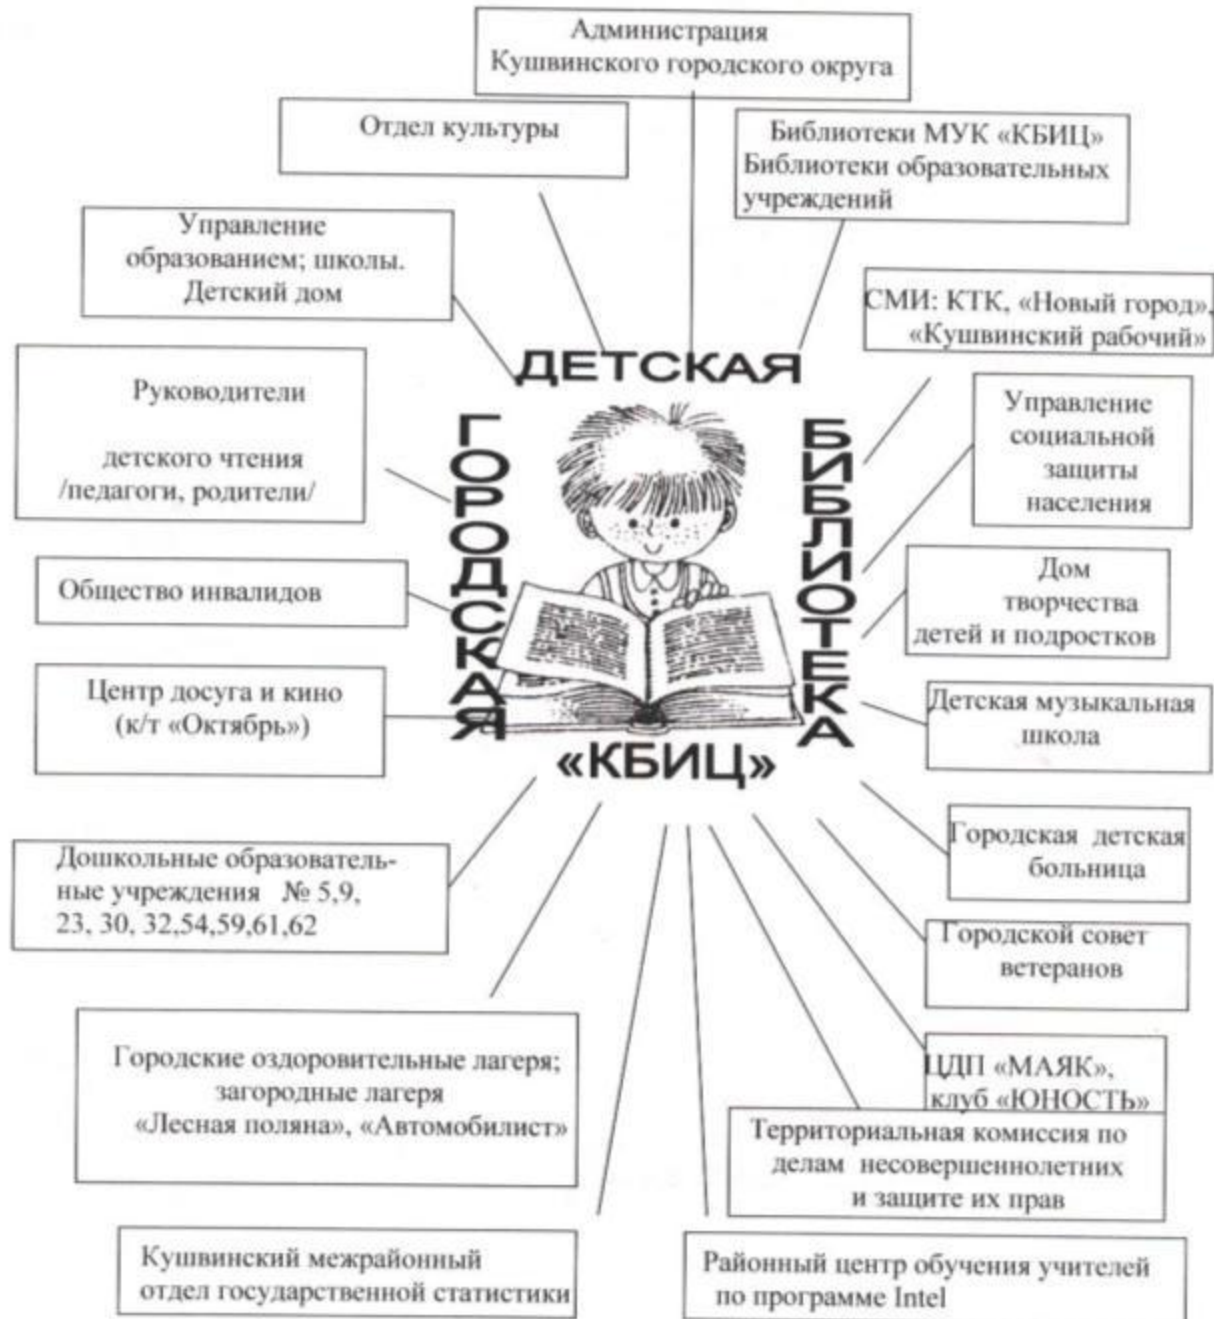 Администрация
Кушвинского городского округа
Отдел культуры
Библиотеки МУК «КБИЦ»
Библиотеки образовательных
учреждений
Управление
образованием; школы.
Детский дом
СМИ: КТК, «Новый город»,
«Кушвинский рабочий»
Руководители
детского чтения
/педагоги, родители/
Управление
социальной
защиты
населения
ДЕТСКАЯ
ГОРОДСКАЯ
БИБЛИОТЕКА
«КБИЦ»
Общество инвалидов
Дом
творчества
детей и подростков
Центр досуга и кино
(к/т «Октябрь»)
Детская музыкальная
школа
Дошкольные образователь-
ные учреждения № 5,9,
23, 30, 32,54,59,61,62
Городская детская
больница
Городской совет
ветеранов
Городские оздоровительные лагеря;
загородные лагеря
«Лесная поляна», «Автомобилист»
ЦДП «МАЯК»,
клуб «ЮНОСТЬ»
Территориальная комиссия по
делам несовершеннолетних
и защите их прав
Кушвинский межрайонный
отдел государственной статистики
Районный центр обучения учителей
по программе Intel